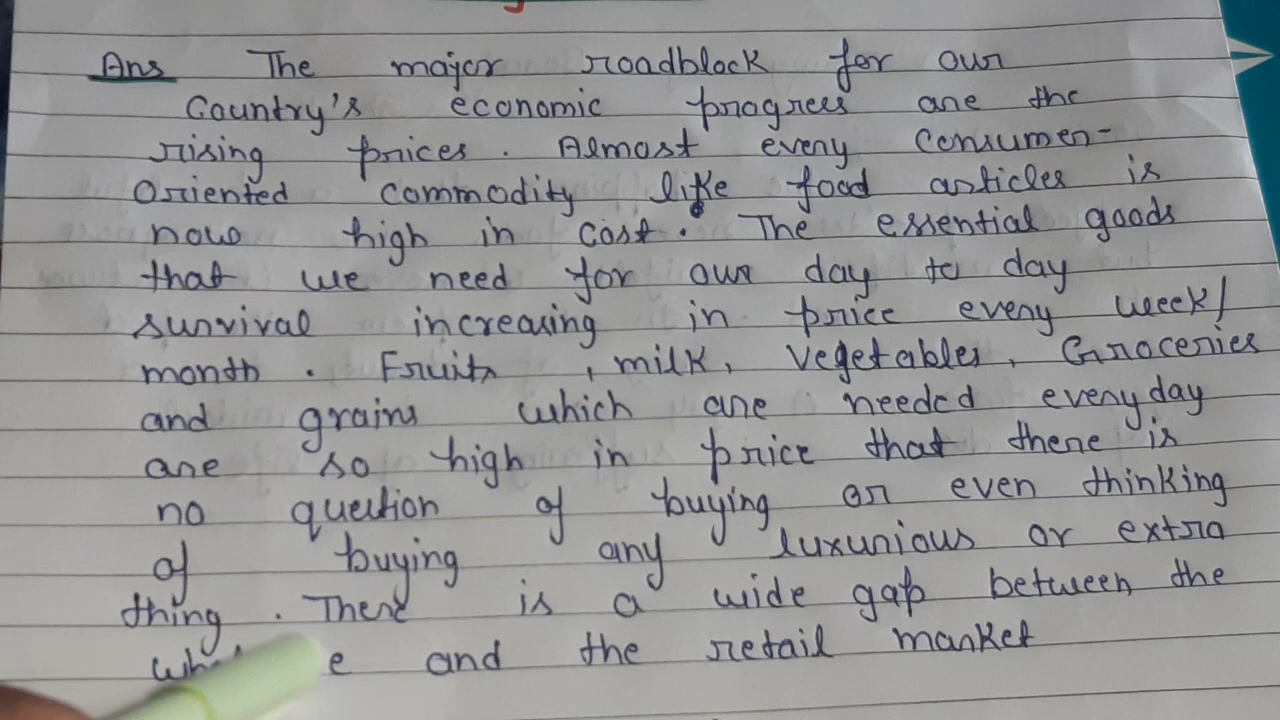 Ans The major roadblock for our
Country's economic progress are the
rising prices. Almost every consumer-
Oriented commodity like food articles is
now high in cost. The essential goods
that we need for our day to day
survival increasing in price every week/
month. Fruits, milk, vegetables, Groceries
and grains which are needed everyday
are so high in price that there is
no question of buying or even thinking
of buying any luxurious or extra
thing. There is a wide gap between the
and the retail market